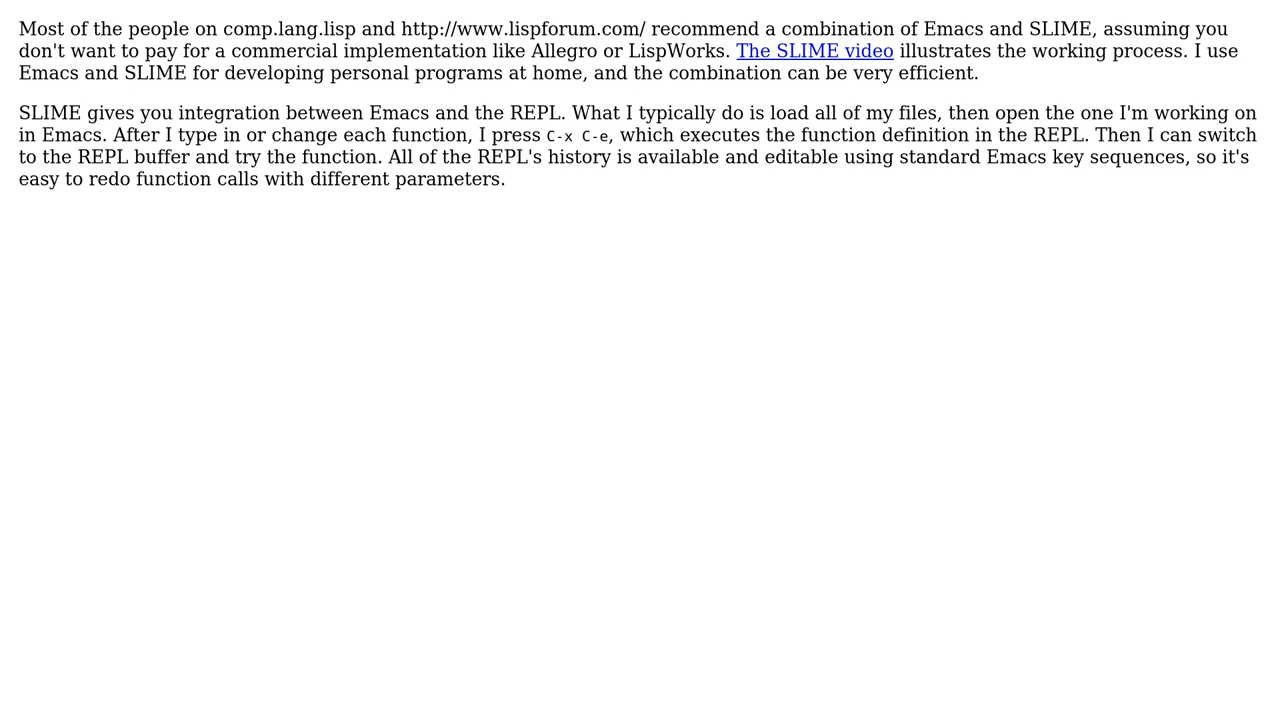 Most of the people on comp.lang.lisp and http://www.lispforum.com/ recommend a combination of Emacs and SLIME, assuming you
don't want to pay for a commercial implementation like Allegro or LispWorks. The SLIME video illustrates the working process. I use
Emacs and SLIME for developing personal programs at home, and the combination can be very efficient.
SLIME gives you integration between Emacs and the REPL. What I typically do is load all of my files, then open the one I'm working on
in Emacs. After I type in or change each function, I press C-x C-e, which executes the function definition in the REPL. Then I can switch
to the REPL buffer and try the function. All of the REPL's history is available and editable using standard Emacs key sequences, so it's
easy to redo function calls with different parameters.